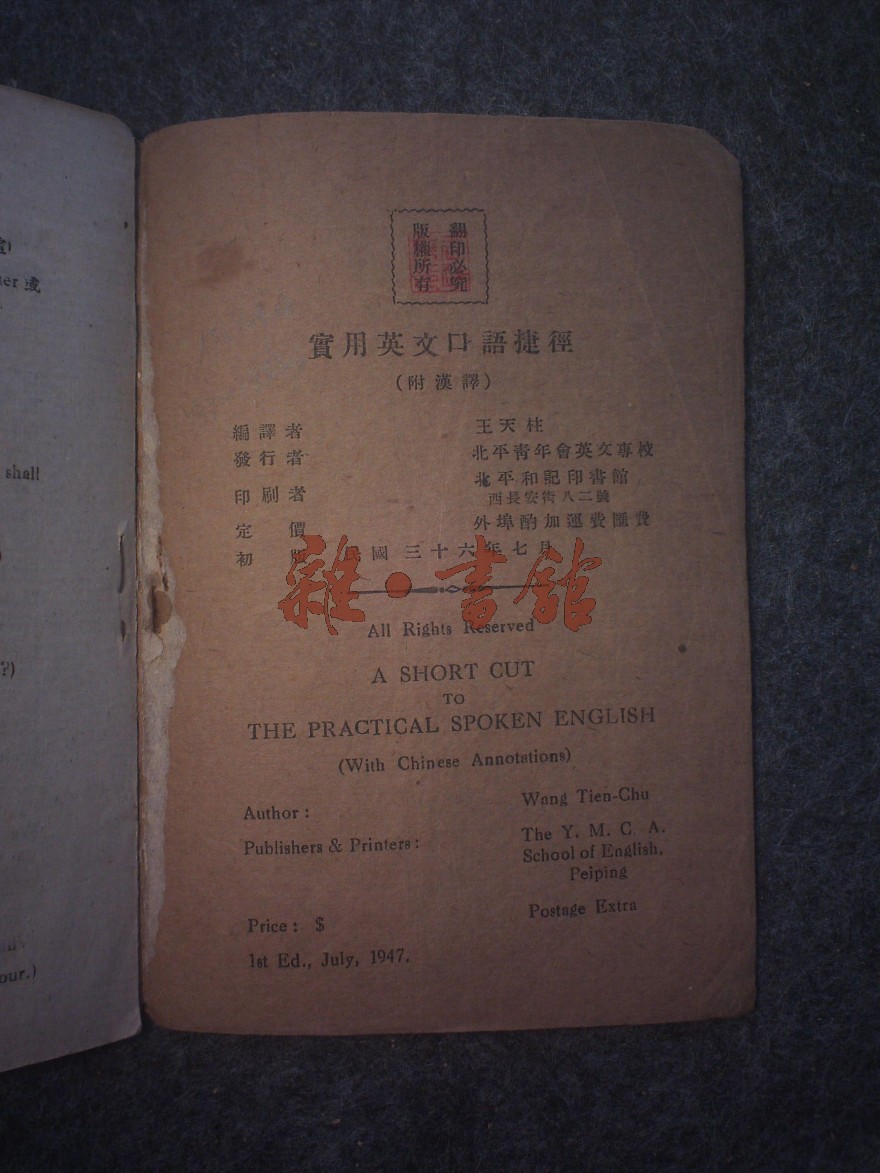 ner 或
shall
?)
our.)
翻印必究
版權所有
實用英文口語捷徑
(附漢譯)
編譯者 王天柱
發行者 北平靑年會英文專校
印刷者 北平和記印書館
西長安街八二號
定價 外埠酌加運費匯費
初版 民國三十六年七月
雜·書舘
All Rights Reserved
A SHORT CUT
TO
THE PRACTICAL SPOKEN ENGLISH
(With Chinese Annotations)
Author : Wang Tien-Chu
Publishers & Printers : The Y. M. C. A.
School of English,
Peiping
Price : $ Postage Extra
1st Ed., July, 1947.